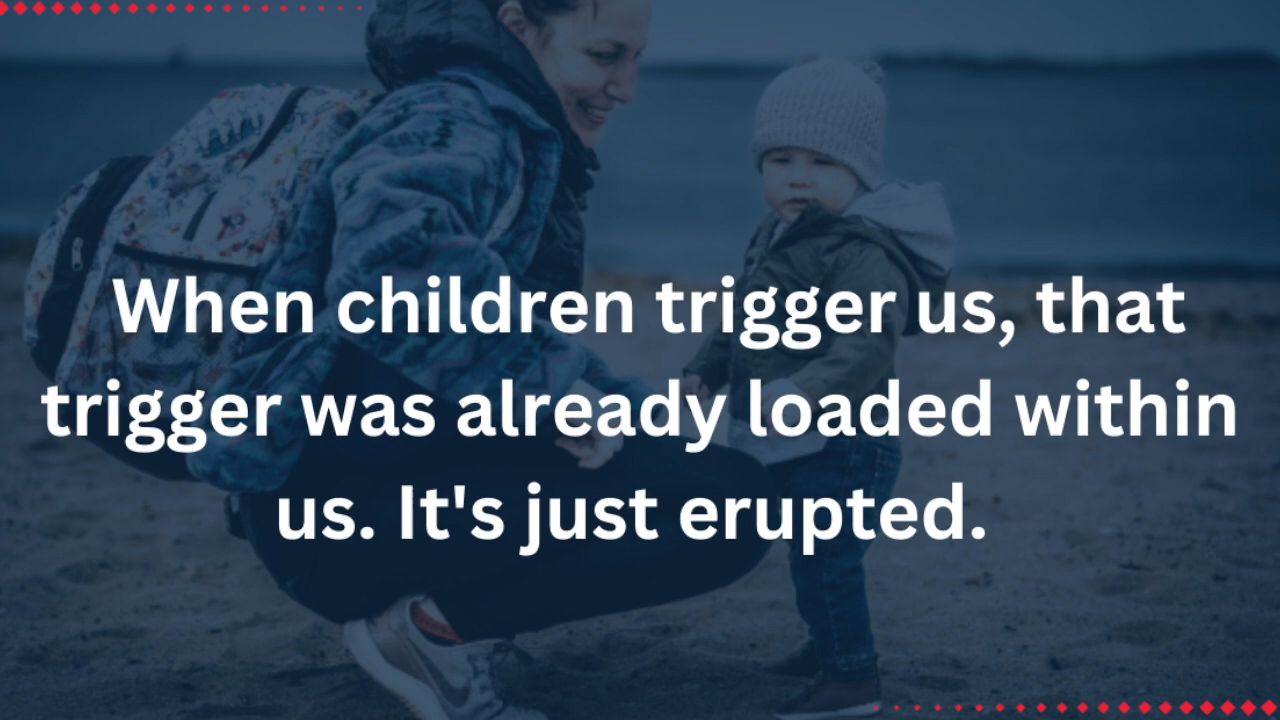 When children trigger us, that
trigger was already loaded within
us. It's just erupted.